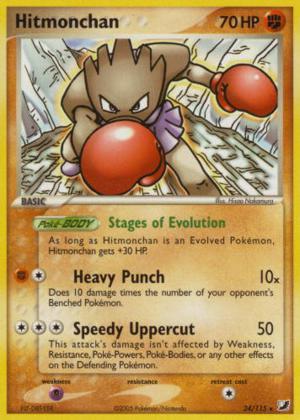 Hitmonchan 70 HP
Illus. Hisao Nakamura
BASIC
Poké-BODY Stages of Evolution
As long as Hitmonchan is an Evolved Pokémon,
Hitmonchan gets +30 HP.
Heavy Punch 10x
Does 10 damage times the number of your opponent's
Benched Pokémon.
Speedy Uppercut 50
This attack's damage isn't affected by Weakness,
Resistance, Poké-Powers, Poké-Bodies, or any other effects
on the Defending Pokémon.
weakness resistance retreat cost
©2005 Pokémon/Nintendo 24/115